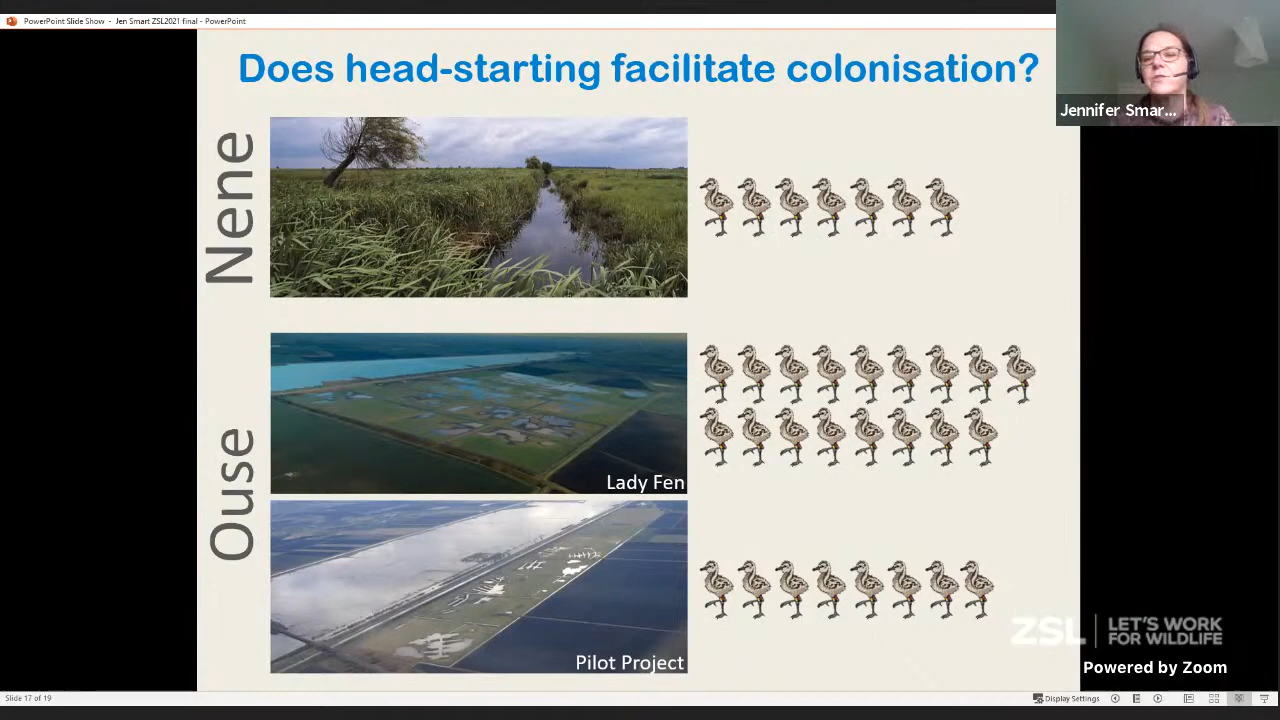 PowerPoint Slide Show - Jen Smart ZSL2021 final - PowerPoint
Does head-starting facilitate colonisation?
Jennifer Smar...
Nene
Ouse
Lady Fen
Pilot Project
ZSL
LET'S WORK
FOR WILDLIFE
Powered by Zoom
Slide 17 of 19
Display Settings